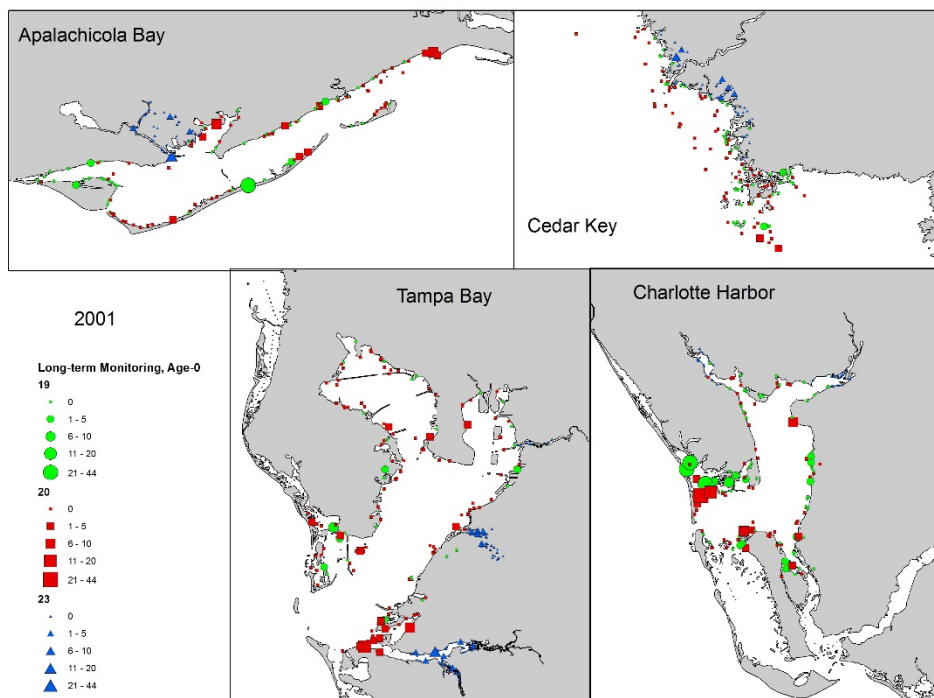 Apalachicola Bay
Cedar Key
Tampa Bay
Charlotte Harbor
2001
Long-term Monitoring, Age-0
19
0
1 - 5
6 - 10
11 - 20
21 - 44
20
0
1 - 5
6 - 10
11 - 20
21 - 44
23
0
1 - 5
6 - 10
11 - 20
21 - 44